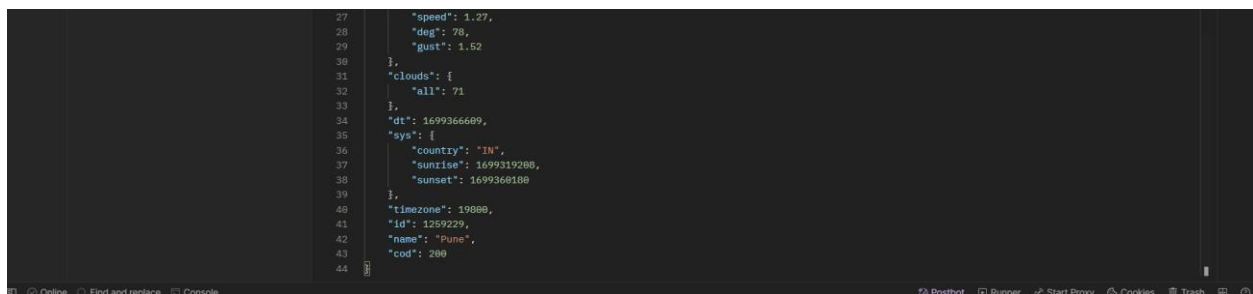 27 "speed": 1.27,
28 "deg": 78,
29 "gust": 1.52
30 },
31 "clouds": {
32 "all": 71
33 },
34 "dt": 1699366609,
35 "sys": {
36 "country": "IN",
37 "sunrise": 1699319208,
38 "sunset": 1699360180
39 },
40 "timezone": 19800,
41 "id": 1259229,
42 "name": "Pune",
43 "cod": 200
44 }
Online Find and replace Console Postbot Runner Start Proxy Cookies Trash